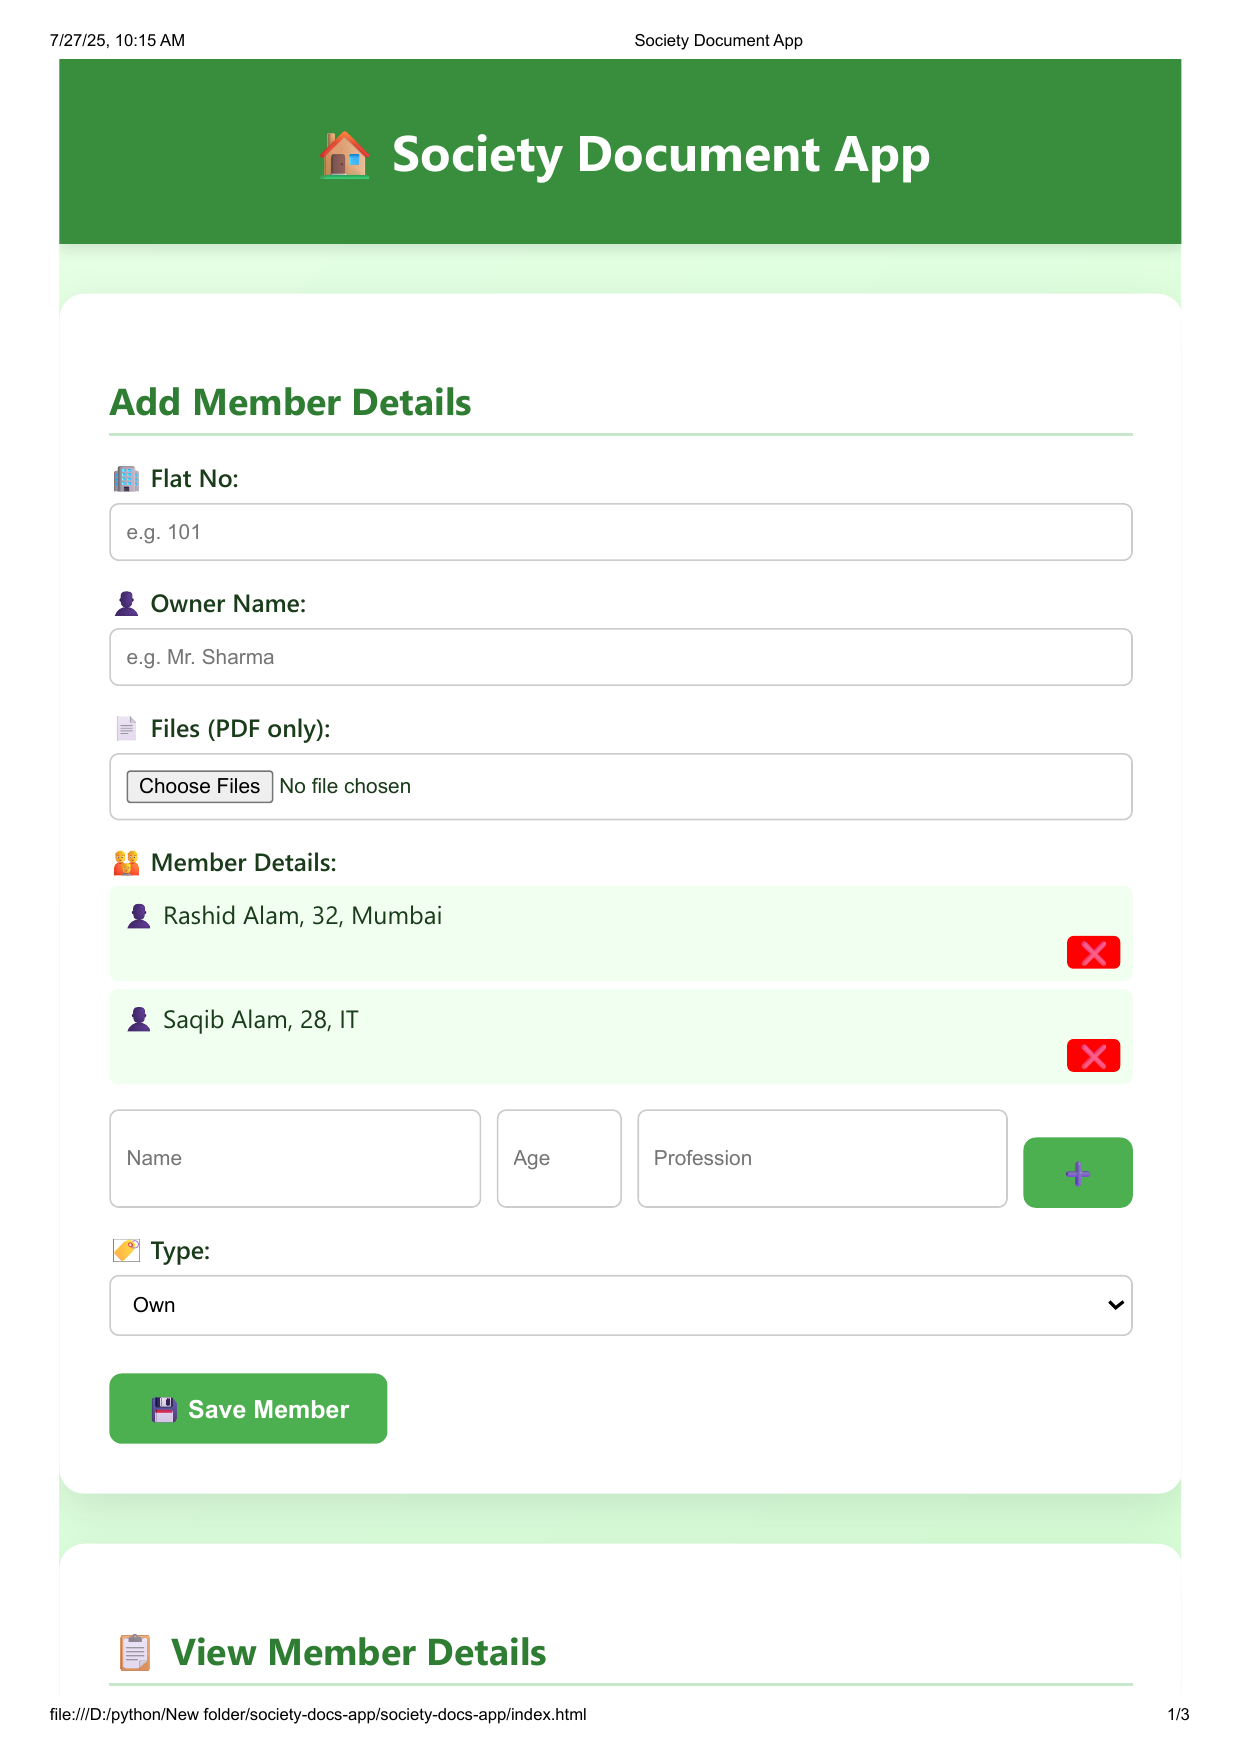 7/27/25, 10:15 AM Society Document App
Society Document App
Add Member Details
Flat No:
e.g. 101
Owner Name:
e.g. Mr. Sharma
Files (PDF only):
Choose Files No file chosen
Member Details:
Rashid Alam, 32, Mumbai
Saqib Alam, 28, IT
Name Age Profession
Type:
Own
Save Member
View Member Details
file:///D:/python/New folder/society-docs-app/society-docs-app/index.html 1/3